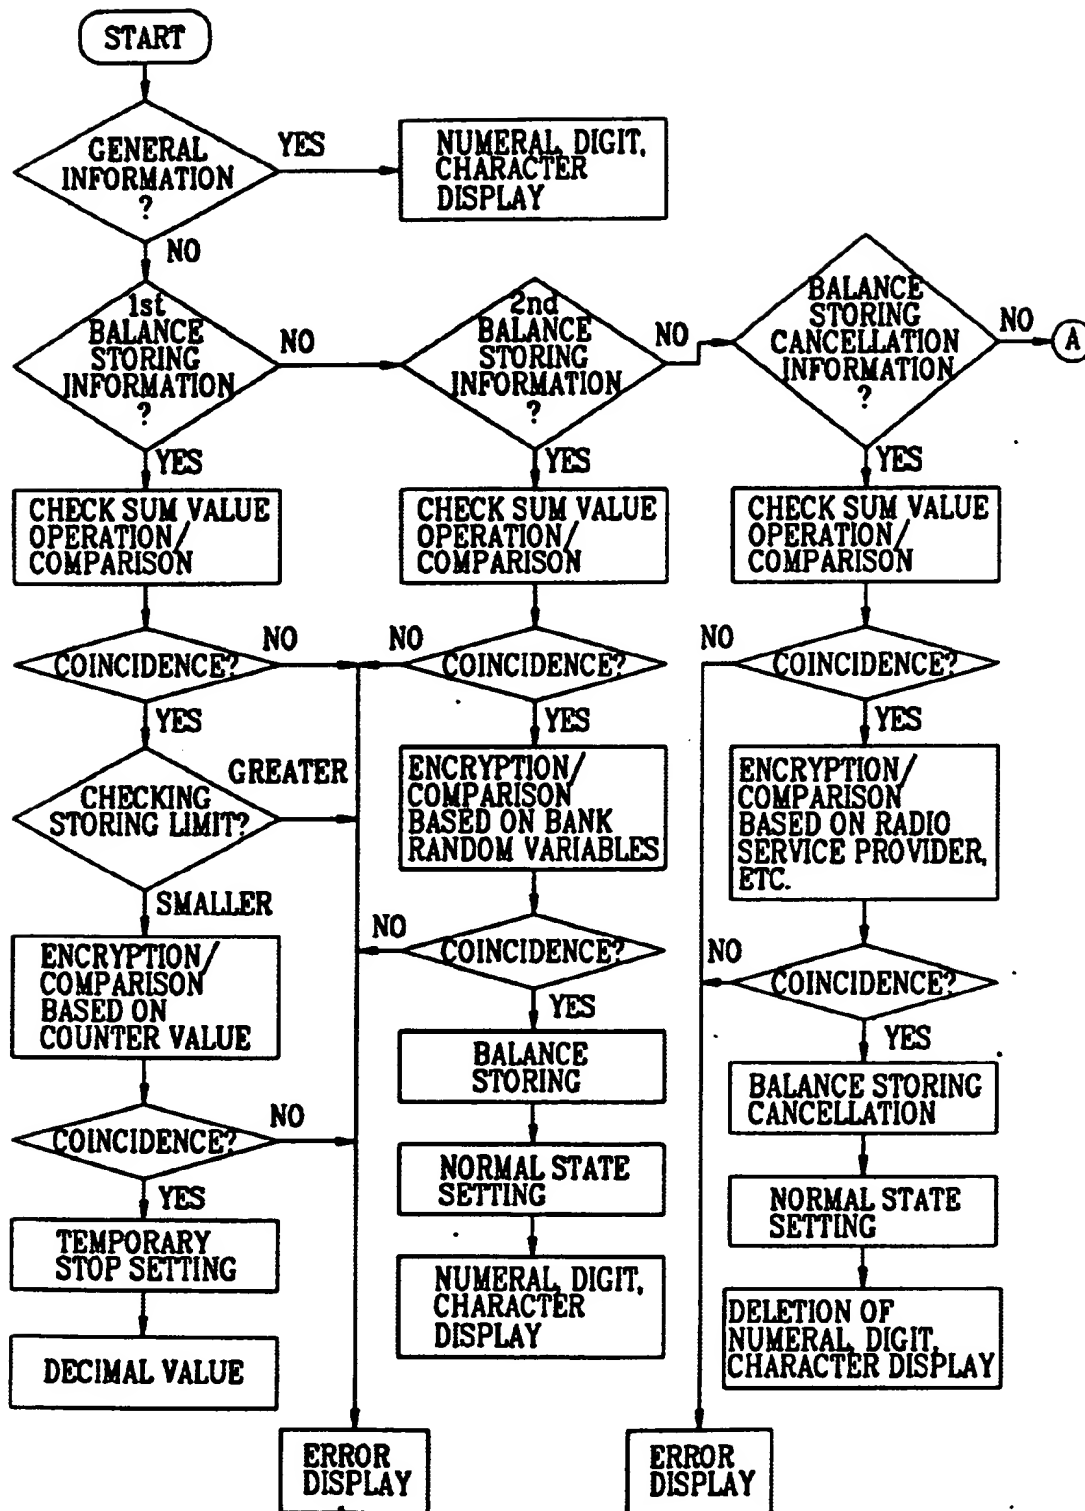 START
GENERAL
INFORMATION
?
YES
NUMERAL, DIGIT,
CHARACTER
DISPLAY
NO
1st
BALANCE
STORING
INFORMATION
?
NO
2nd
BALANCE
STORING
INFORMATION
?
NO
BALANCE
STORING
CANCELLATION
INFORMATION
?
NO
A
YES
CHECK SUM VALUE
OPERATION/
COMPARISON
YES
CHECK SUM VALUE
OPERATION/
COMPARISON
YES
CHECK SUM VALUE
OPERATION/
COMPARISON
COINCIDENCE?
NO
NO
COINCIDENCE?
NO
COINCIDENCE?
YES
CHECKING
STORING LIMIT?
GREATER
SMALLER
ENCRYPTION/
COMPARISON
BASED ON
COUNTER VALUE
COINCIDENCE?
NO
YES
TEMPORARY
STOP SETTING
DECIMAL VALUE
YES
ENCRYPTION/
COMPARISON
BASED ON BANK
RANDOM VARIABLES
NO
COINCIDENCE?
YES
BALANCE
STORING
NORMAL STATE
SETTING
NUMERAL, DIGIT,
CHARACTER
DISPLAY
YES
ENCRYPTION/
COMPARISON
BASED ON RADIO
SERVICE PROVIDER,
ETC.
NO
COINCIDENCE?
YES
BALANCE STORING
CANCELLATION
NORMAL STATE
SETTING
DELETION OF
NUMERAL, DIGIT,
CHARACTER DISPLAY
ERROR
DISPLAY
ERROR
DISPLAY